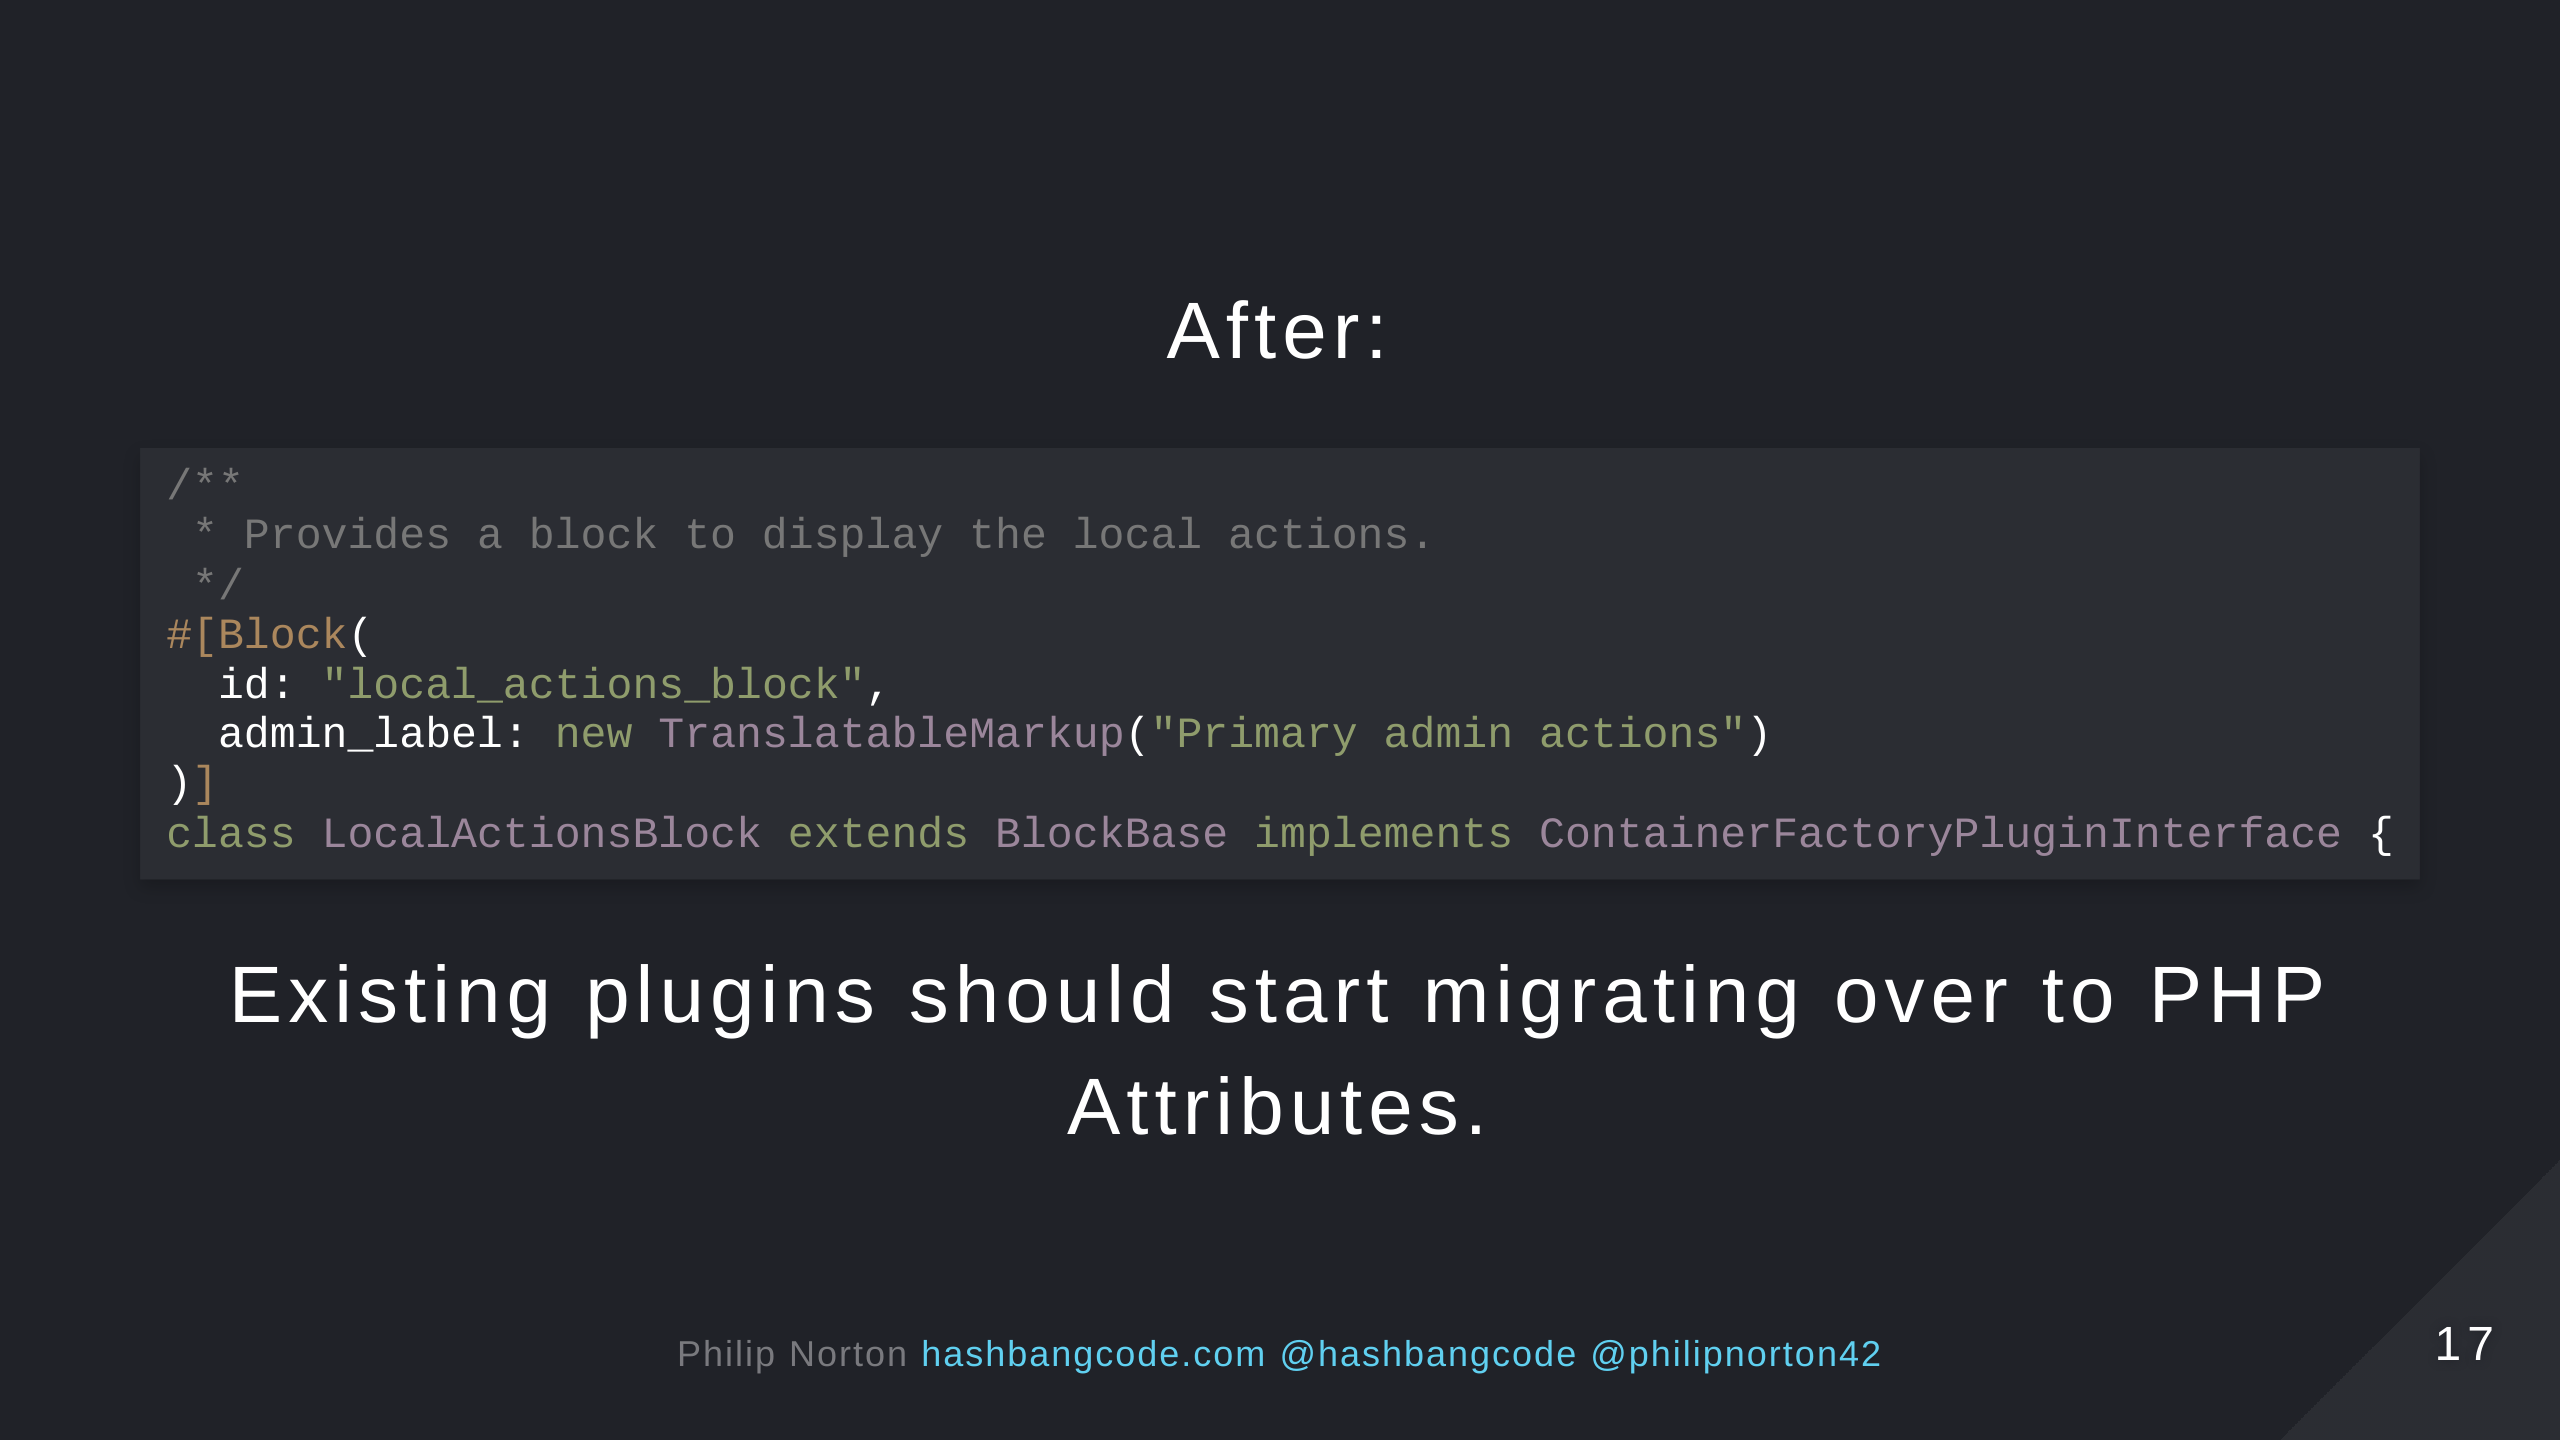 After:
/**
 * Provides a block to display the local actions.
 */
#[Block(
  id: "local_actions_block",
  admin_label: new TranslatableMarkup("Primary admin actions")
)]
class LocalActionsBlock extends BlockBase implements ContainerFactoryPluginInterface {
Existing plugins should start migrating over to PHP
Attributes.
Philip Norton hashbangcode.com @hashbangcode @philipnorton42
17